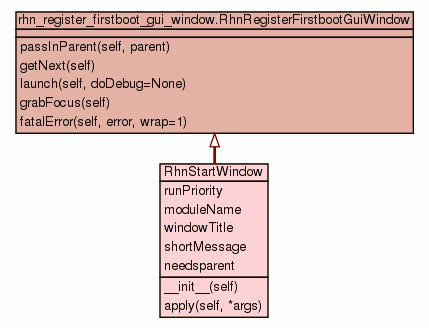 rhn_register_firstboot_gui_window.RhnRegisterFirstbootGuiWindow
passInParent(self, parent)
getNext(self)
launch(self, doDebug=None)
grabFocus(self)
fatalError(self, error, wrap=1)
RhnStartWindow
runPriority
moduleName
windowTitle
shortMessage
needsparent
__init__(self)
apply(self, *args)